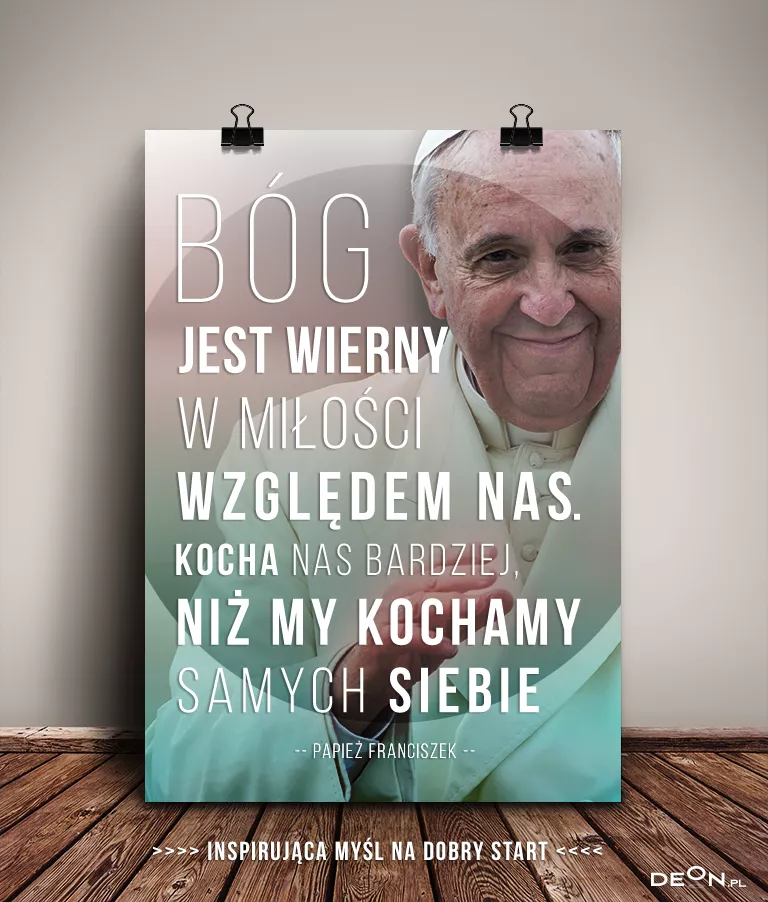 BÓG
JEST WIERNY
W MIŁOŚCI
WZGLĘDEM NAS.
KOCHA NAS BARDZIEJ,
NIŻ MY KOCHAMY
SAMYCH SIEBIE
-- PAPIEŻ FRANCISZEK --
>>>> INSPIRUJĄCA MYŚL NA DOBRY START <<<<
DEON.PL